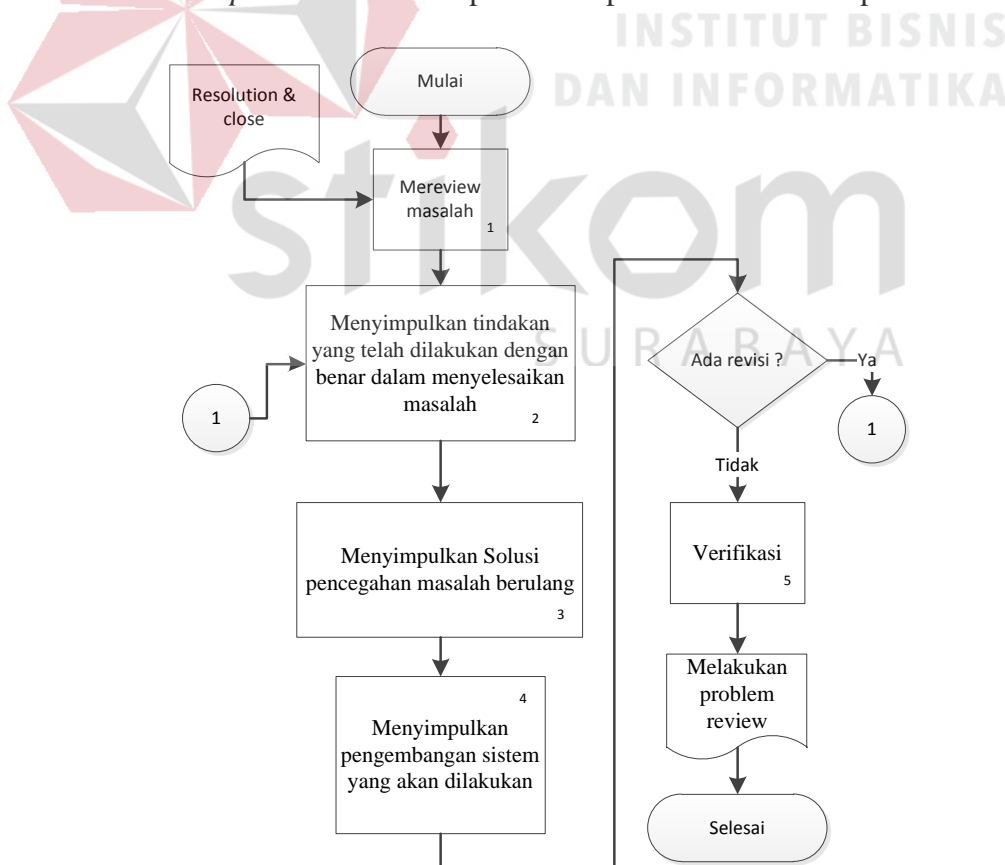 INSTITUT BISNIS
DAN INFORMATIKA
stikom
SURABAYA
Mulai
Resolution &
close
Mereview
masalah
1
Menyimpulkan tindakan
yang telah dilakukan dengan
benar dalam menyelesaikan
masalah
2
1
Menyimpulkan Solusi
pencegahan masalah berulang
3
4
Menyimpulkan
pengembangan sistem
yang akan dilakukan
Ada revisi ?
Ya
1
Tidak
Verifikasi
5
Melakukan
problem
review
Selesai